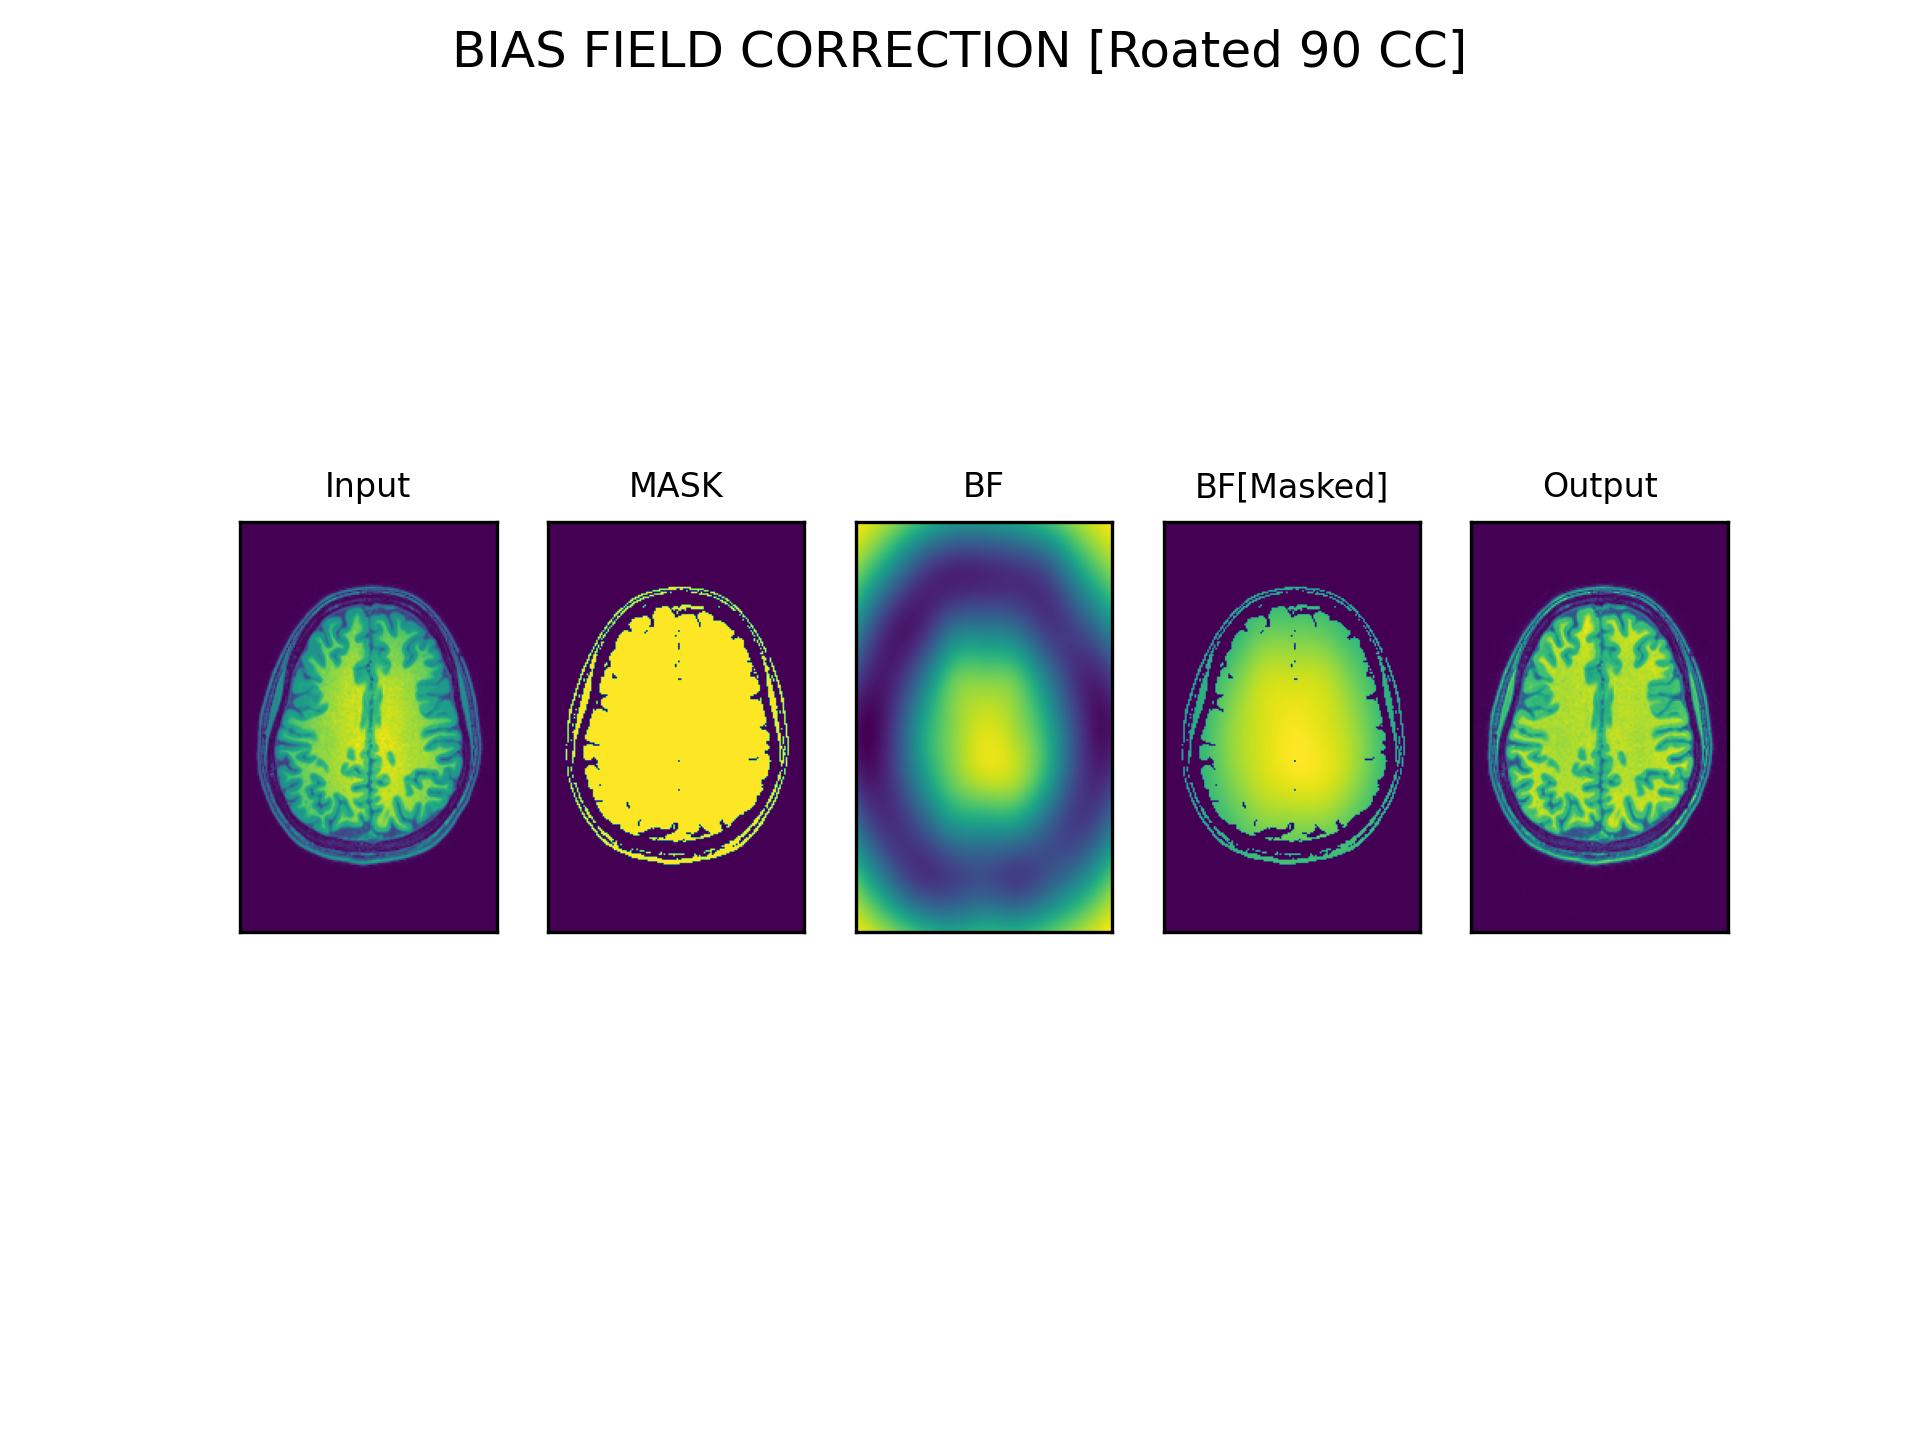 BIAS FIELD CORRECTION [Roated 90 CC]
Input
MASK
BF
BF[Masked]
Output